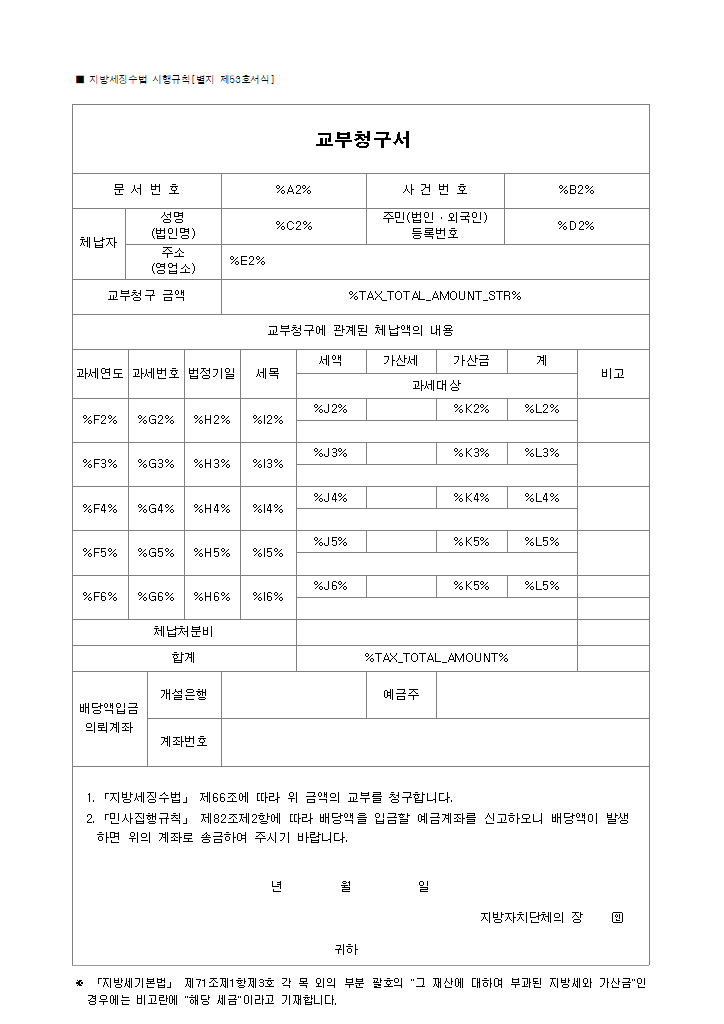 ■ 지방세징수법 시행규칙[별지 제53호서식]
교부청구서
문 서 번 호 %A2% 사 건 번 호 %B2%
체납자
성명
(법인명)
%C2%
주민(법인ㆍ외국인)
등록번호
%D2%
주소
(영업소)
%E2%
교부청구 금액 %TAX_TOTAL_AMOUNT_STR%
교부청구에 관계된 체납액의 내용
과세연도 과세번호 법정기일 세목 세액 가산세 가산금 계 비고
과세대상
%F2% %G2% %H2% %I2% %J2% %K2% %L2%
%F3% %G3% %H3% %I3% %J3% %K3% %L3%
%F4% %G4% %H4% %I4% %J4% %K4% %L4%
%F5% %G5% %H5% %I5% %J5% %K5% %L5%
%F6% %G6% %H6% %I6% %J6% %K5% %L5%
체납처분비
합계 %TAX_TOTAL_AMOUNT%
배당액입금
의뢰계좌
개설은행 예금주
계좌번호
1. 「지방세징수법」 제66조에 따라 위 금액의 교부를 청구합니다.
2. 「민사집행규칙」 제82조제2항에 따라 배당액을 입금할 예금계좌를 신고하오니 배당액이 발생
하면 위의 계좌로 송금하여 주시기 바랍니다.
년 월 일
지방자치단체의 장 인
귀하
※ 「지방세기본법」 제71조제1항제3호 각 목 외의 부분 괄호의 "그 재산에 대하여 부과된 지방세와 가산금"인
경우에는 비고란에 "해당 세금"이라고 기재합니다.